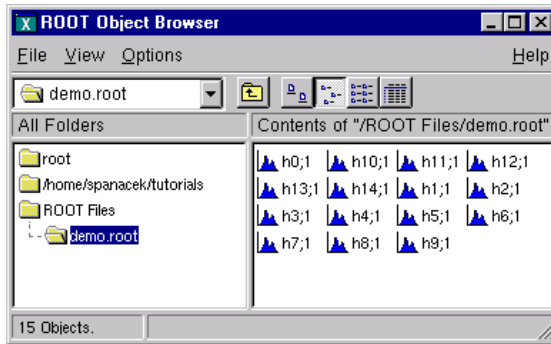 ROOT Object Browser
File View Options Help
demo.root
All Folders
Contents of "/ROOT Files/demo.root"
root
/home/spanacek/tutorials
ROOT Files
demo.root
h0;1 h10;1 h11;1 h12;1
h13;1 h14;1 h1;1 h2;1
h3;1 h4;1 h5;1 h6;1
h7;1 h8;1 h9;1
15 Objects.